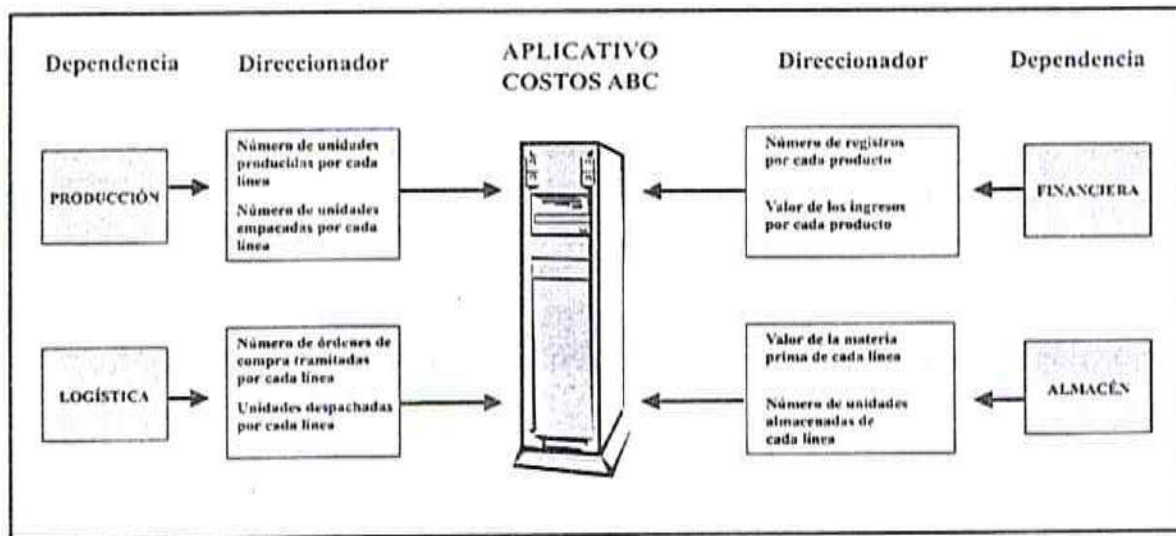 Dependencia
Direccionador
APLICATIVO
COSTOS ABC
Direccionador
Dependencia
PRODUCCIÓN
Número de unidades
producidas por cada
línea
Número de unidades
empacadas por cada
línea
Número de registros
por cada producto
Valor de los ingresos
por cada producto
FINANCIERA
LOGÍSTICA
Número de órdenes de
compra tramitadas
por cada línea
Unidades despachadas
por cada línea
Valor de la materia
prima de cada línea
Número de unidades
almacenadas de
cada línea
ALMACÉN